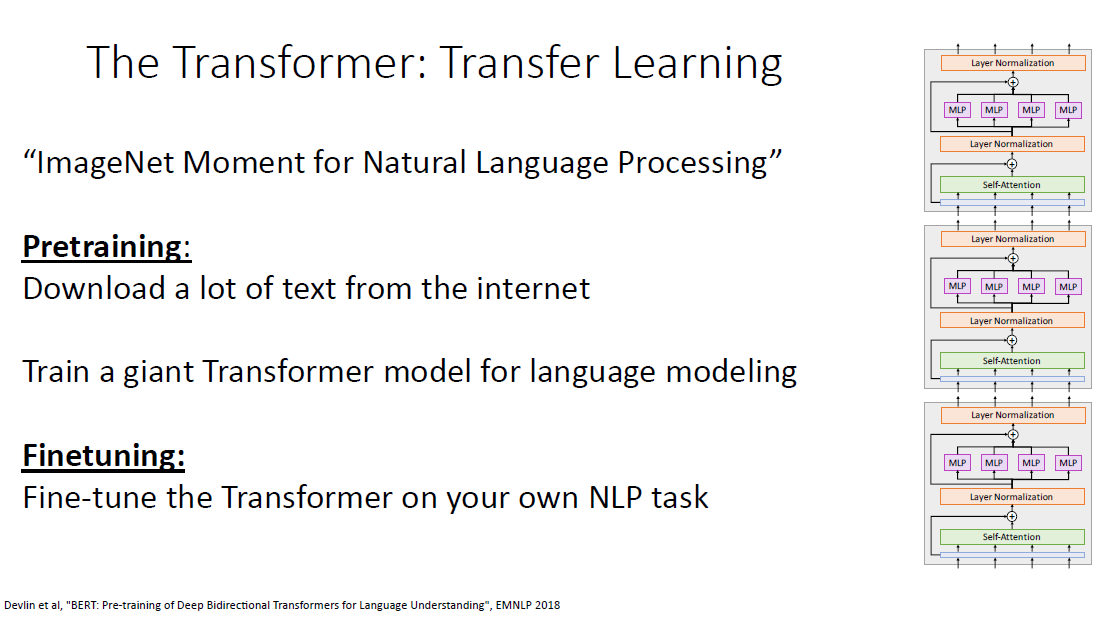 The Transformer: Transfer Learning
“ImageNet Moment for Natural Language Processing”
Pretraining:
Download a lot of text from the internet
Train a giant Transformer model for language modeling
Finetuning:
Fine-tune the Transformer on your own NLP task
Devlin et al, "BERT: Pre-training of Deep Bidirectional Transformers for Language Understanding", EMNLP 2018
Layer Normalization
+
MLP MLP MLP MLP
Layer Normalization
+
Self-Attention
Layer Normalization
+
MLP MLP MLP MLP
Layer Normalization
+
Self-Attention
Layer Normalization
+
MLP MLP MLP MLP
Layer Normalization
+
Self-Attention